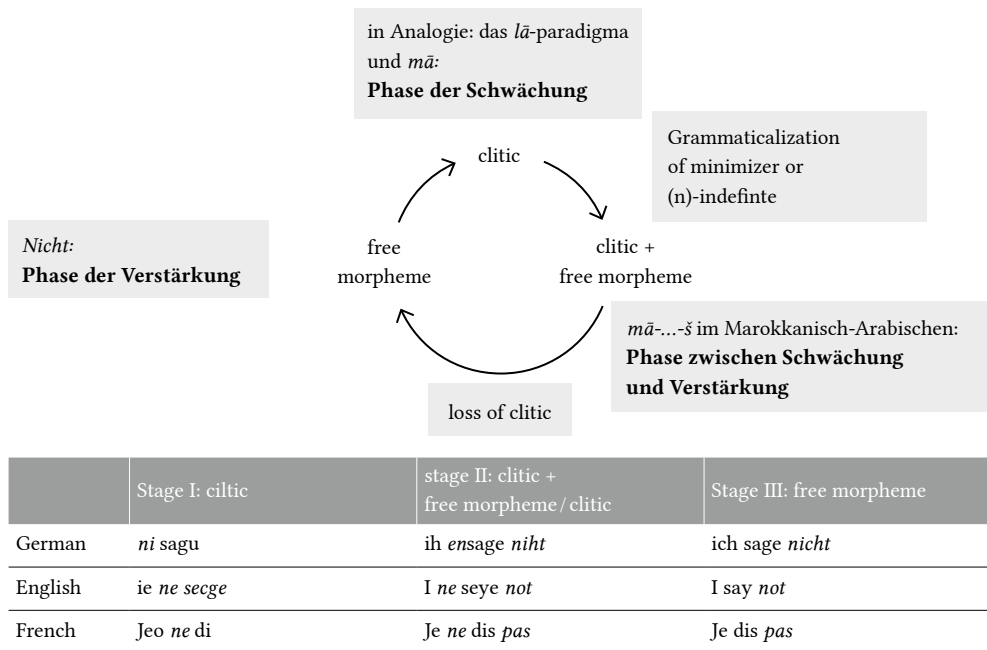 in Analogie: das lā-paradigma
und mā:
Phase der Schwächung
Grammaticalization
of minimizer or
(n)-indefinte
clitic
Nicht:
Phase der Verstärkung
free
morpheme
clitic +
free morpheme
mā-...-š im Marokkanisch-Arabischen:
Phase zwischen Schwächung
und Verstärkung
loss of clitic
Stage I: ciltic
stage II: clitic +
free morpheme / clitic
Stage III: free morpheme
German ni sagu ih ensage niht ich sage nicht
English ie ne secge I ne seye not I say not
French Jeo ne di Je ne dis pas Je dis pas